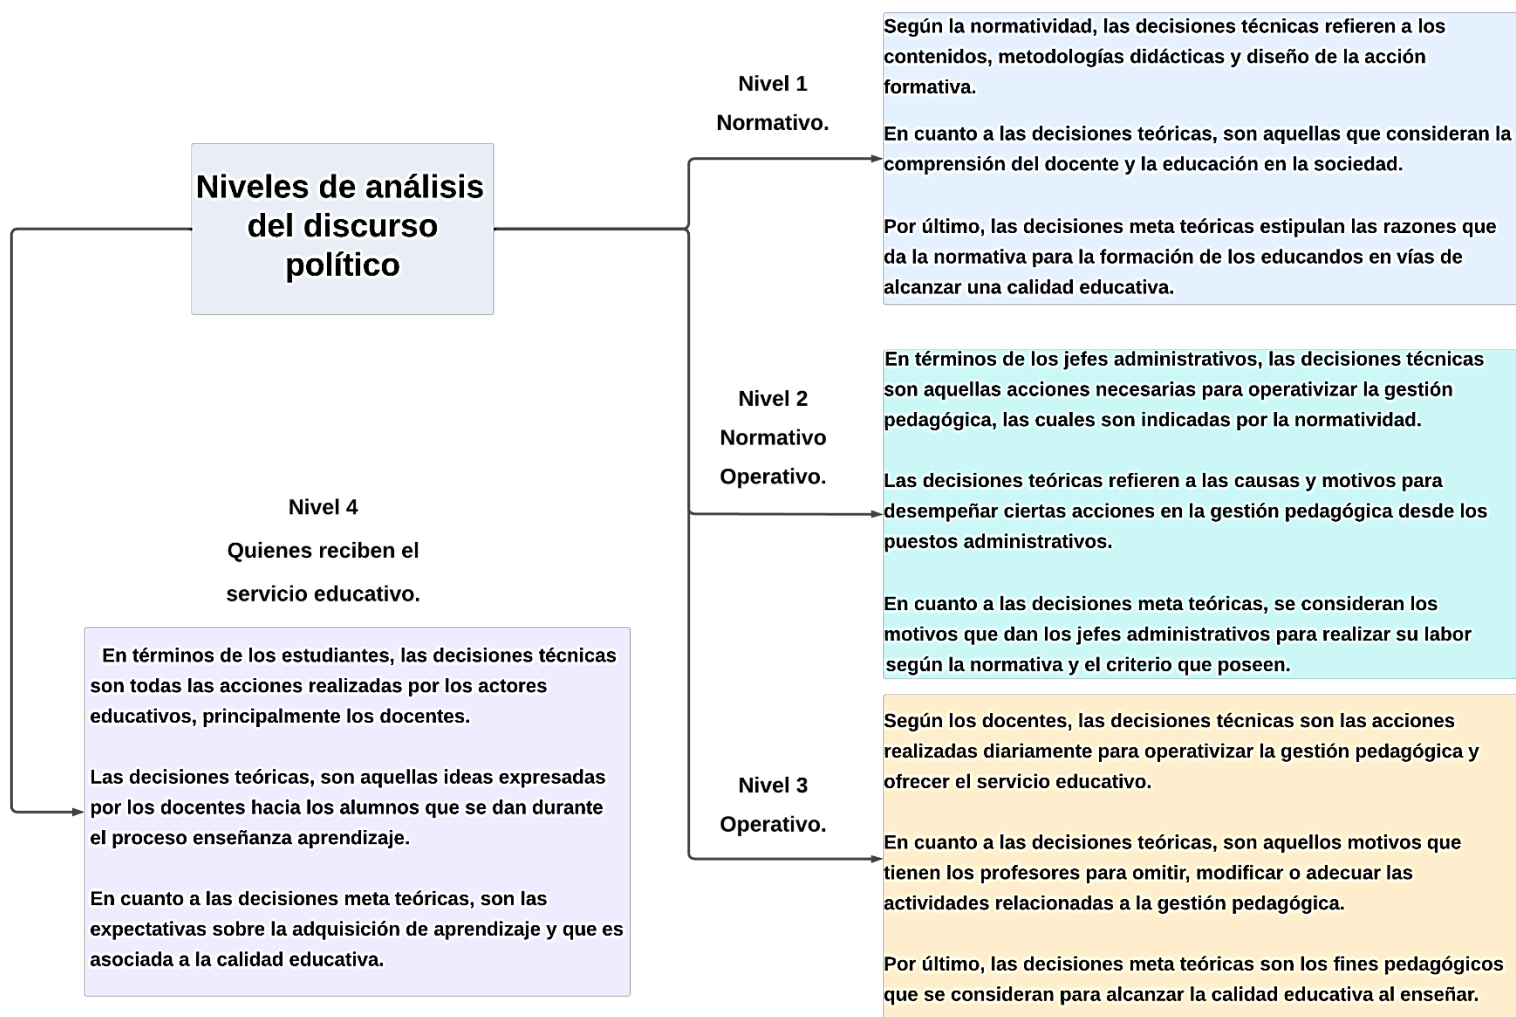 Niveles de análisis
del discurso
político
Nivel 1
Normativo.
Según la normatividad, las decisiones técnicas refieren a los
contenidos, metodologías didácticas y diseño de la acción
formativa.
En cuanto a las decisiones teóricas, son aquellas que consideran la
comprensión del docente y la educación en la sociedad.
Por último, las decisiones meta teóricas estipulan las razones que
da la normativa para la formación de los educandos en vías de
alcanzar una calidad educativa.
Nivel 2
Normativo
Operativo.
En términos de los jefes administrativos, las decisiones técnicas
son aquellas acciones necesarias para operativizar la gestión
pedagógica, las cuales son indicadas por la normatividad.
Las decisiones teóricas refieren a las causas y motivos para
desempeñar ciertas acciones en la gestión pedagógica desde los
puestos administrativos.
En cuanto a las decisiones meta teóricas, se consideran los
motivos que dan los jefes administrativos para realizar su labor
según la normativa y el criterio que poseen.
Nivel 3
Operativo.
Según los docentes, las decisiones técnicas son las acciones
realizadas diariamente para operativizar la gestión pedagógica y
ofrecer el servicio educativo.
En cuanto a las decisiones teóricas, son aquellos motivos que
tienen los profesores para omitir, modificar o adecuar las
actividades relacionadas a la gestión pedagógica.
Por último, las decisiones meta teóricas son los fines pedagógicos
que se consideran para alcanzar la calidad educativa al enseñar.
Nivel 4
Quienes reciben el
servicio educativo.
En términos de los estudiantes, las decisiones técnicas
son todas las acciones realizadas por los actores
educativos, principalmente los docentes.
Las decisiones teóricas, son aquellas ideas expresadas
por los docentes hacia los alumnos que se dan durante
el proceso enseñanza aprendizaje.
En cuanto a las decisiones meta teóricas, son las
expectativas sobre la adquisición de aprendizaje y que es
asociada a la calidad educativa.